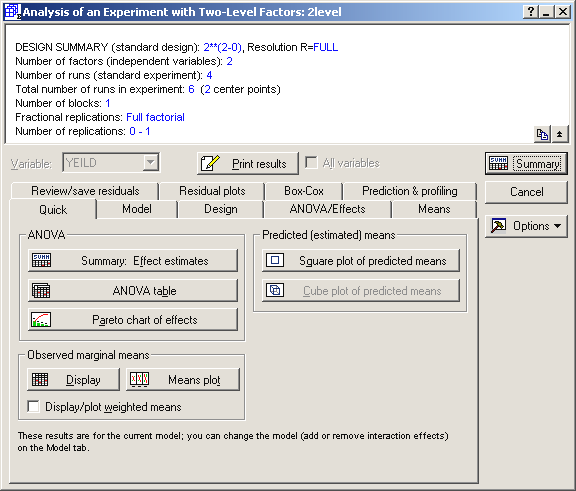 Analysis of an Experiment with Two-Level Factors: 2level
DESIGN SUMMARY (standard design): 2**(2-0), Resolution R=FULL
Number of factors (independent variables): 2
Number of runs (standard experiment): 4
Total number of runs in experiment: 6 (2 center points)
Number of blocks: 1
Fractional replications: Full factorial
Number of replications: 0 - 1
Variable: YEILD Print results All variables Summary
Review/save residuals Residual plots Box-Cox Prediction & profiling Cancel
Quick Model Design ANOVA/Effects Means
Options
ANOVA Predicted (estimated) means
Summary: Effect estimates Square plot of predicted means
ANOVA table Cube plot of predicted means
Pareto chart of effects
Observed marginal means
Display Means plot
Display/plot weighted means
These results are for the current model; you can change the model (add or remove interaction effects)
on the Model tab.